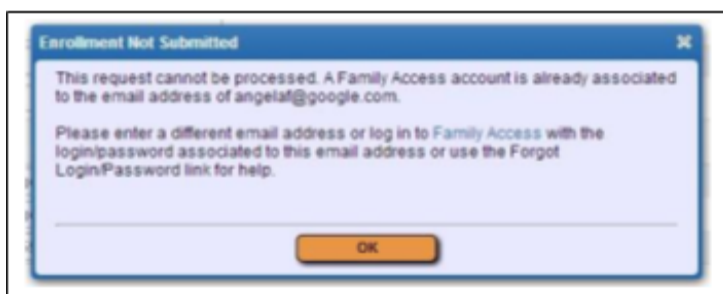 Enrollment Not Submitted
This request cannot be processed. A Family Access account is already associated
to the email address of angelaf@google.com.
Please enter a different email address or log in to Family Access with the
login/password associated to this email address or use the Forgot
Login/Password link for help.
OK